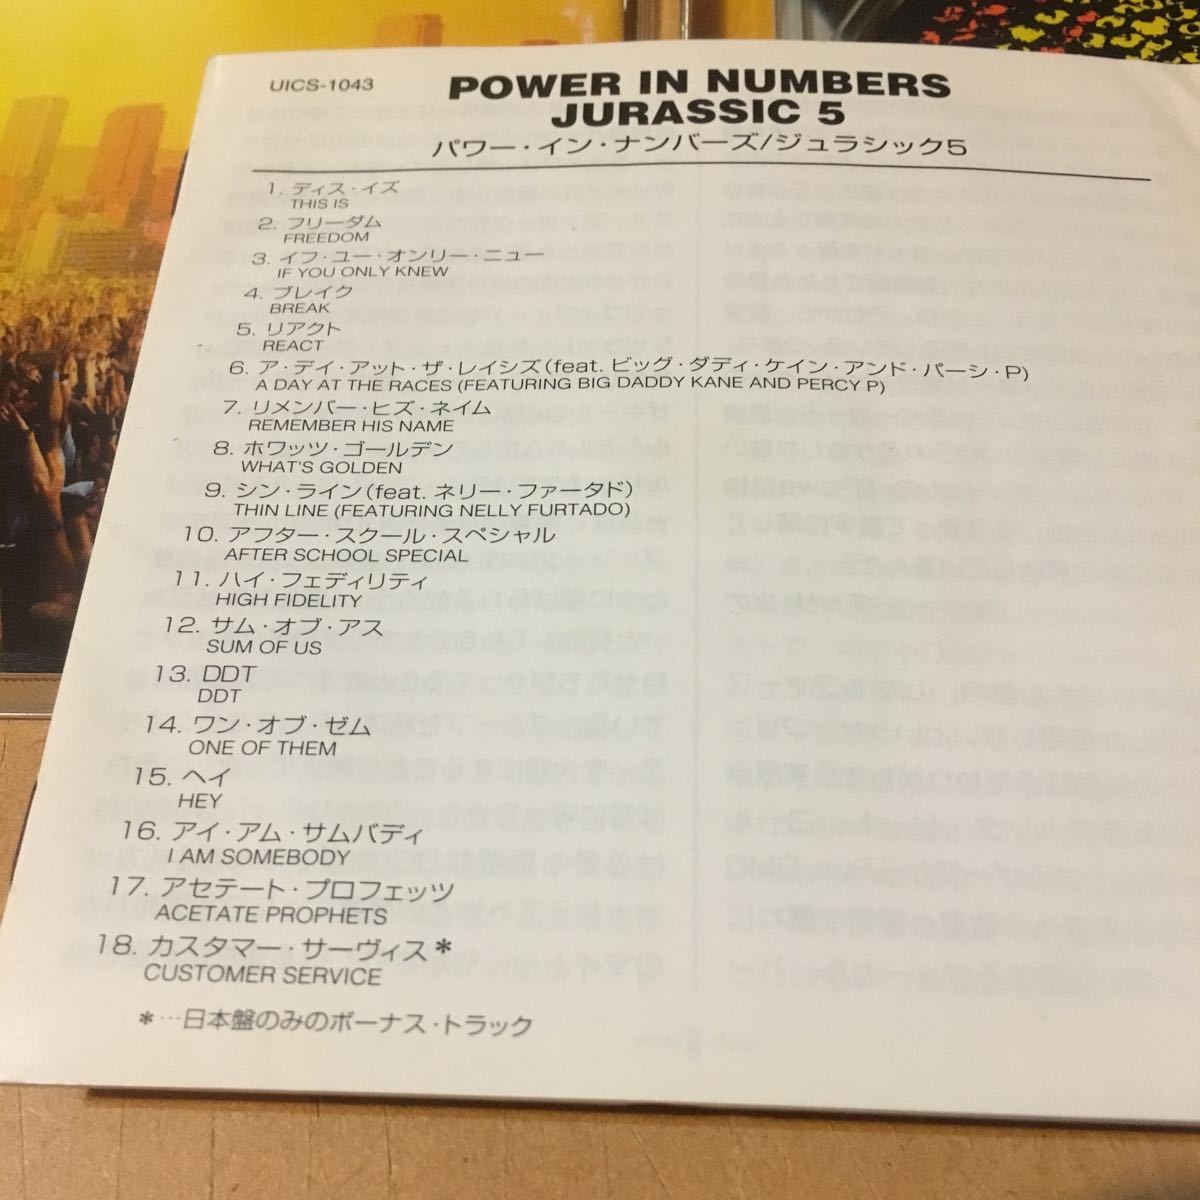 UICS-1043
POWER IN NUMBERS
JURASSIC 5
パワー・イン・ナンバーズ/ジュラシック5
1. ディス・イズ
THIS IS
2. フリーダム
FREEDOM
3. イフ・ユー・オンリー・ニュー
IF YOU ONLY KNEW
4. ブレイク
BREAK
5. リアクト
REACT
6. ア・デイ・アット・ザ・レイシズ(feat. ビッグ・ダディ・ケイン・アンド・パーシ・P)
A DAY AT THE RACES (FEATURING BIG DADDY KANE AND PERCY P)
7. リメンバー・ヒズ・ネイム
REMEMBER HIS NAME
8. ホワッツ・ゴールデン
WHAT'S GOLDEN
9. シン・ライン(feat. ネリー・ファータド)
THIN LINE (FEATURING NELLY FURTADO)
10. アフター・スクール・スペシャル
AFTER SCHOOL SPECIAL
11. ハイ・フェディリティ
HIGH FIDELITY
12. サム・オブ・アス
SUM OF US
13. DDT
DDT
14. ワン・オブ・ゼム
ONE OF THEM
15. ヘイ
HEY
16. アイ・アム・サムバディ
I AM SOMEBODY
17. アセテート・プロフェッツ
ACETATE PROPHETS
18. カスタマー・サーヴィス*
CUSTOMER SERVICE
*…日本盤のみのボーナス・トラック